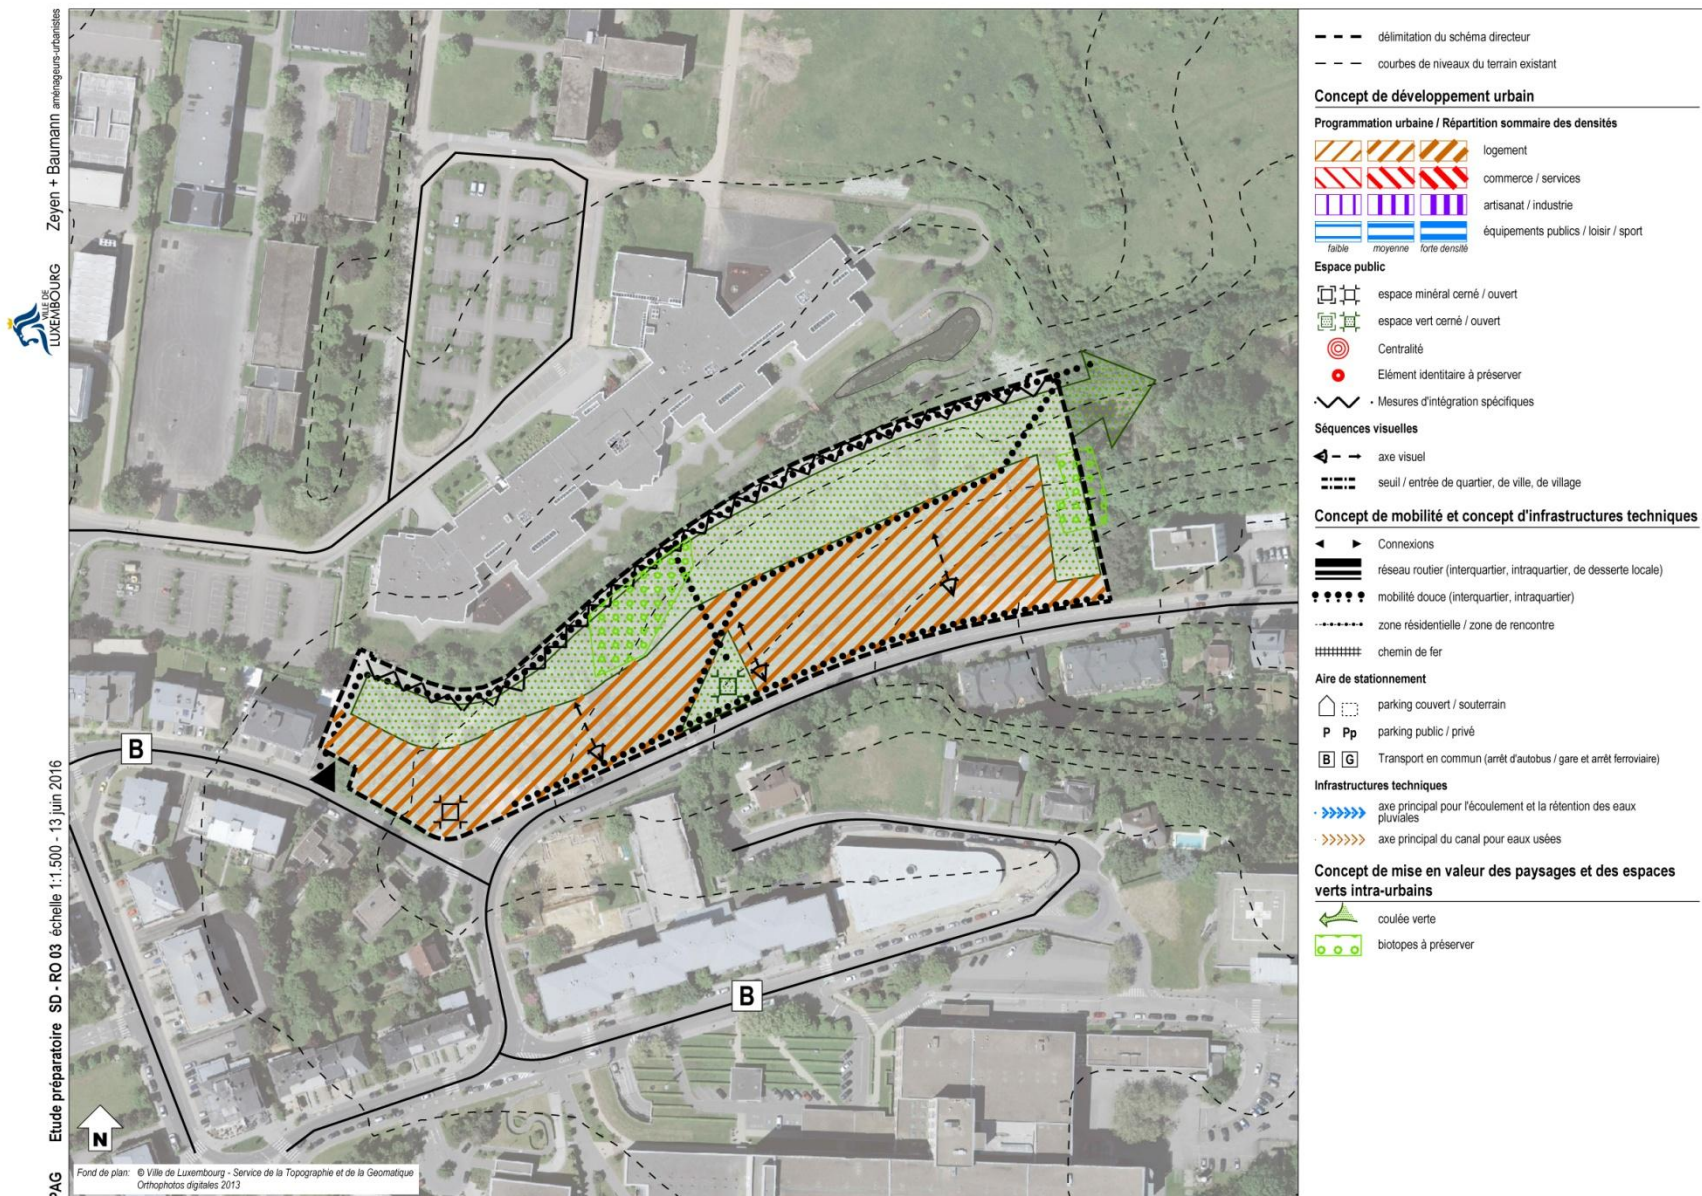 Zeyen + Baumann aménageurs-urbanistes
VILLE DE
LUXEMBOURG
Etude préparatoire SD - RO 03 échelle 1:1.500 - 13 juin 2016
PAG
B
B
N
Fond de plan: © Ville de Luxembourg - Service de la Topographie et de la Geomatique
Orthophotos digitales 2013
délimitation du schéma directeur
courbes de niveaux du terrain existant
Concept de développement urbain
Programmation urbaine / Répartition sommaire des densités
logement
commerce / services
artisanat / industrie
équipements publics / loisir / sport
faible moyenne forte densité
Espace public
espace minéral cerné / ouvert
espace vert cerné / ouvert
Centralité
Elément identitaire à préserver
Mesures d'intégration spécifiques
Séquences visuelles
axe visuel
seuil / entrée de quartier, de ville, de village
Concept de mobilité et concept d'infrastructures techniques
Connexions
réseau routier (interquartier, intraquartier, de desserte locale)
mobilité douce (interquartier, intraquartier)
zone résidentielle / zone de rencontre
chemin de fer
Aire de stationnement
parking couvert / souterrain
P Pp parking public / privé
B G Transport en commun (arrêt d'autobus / gare et arrêt ferroviaire)
Infrastructures techniques
axe principal pour l'écoulement et la rétention des eaux
pluviales
axe principal du canal pour eaux usées
Concept de mise en valeur des paysages et des espaces
verts intra-urbains
coulée verte
biotopes à préserver